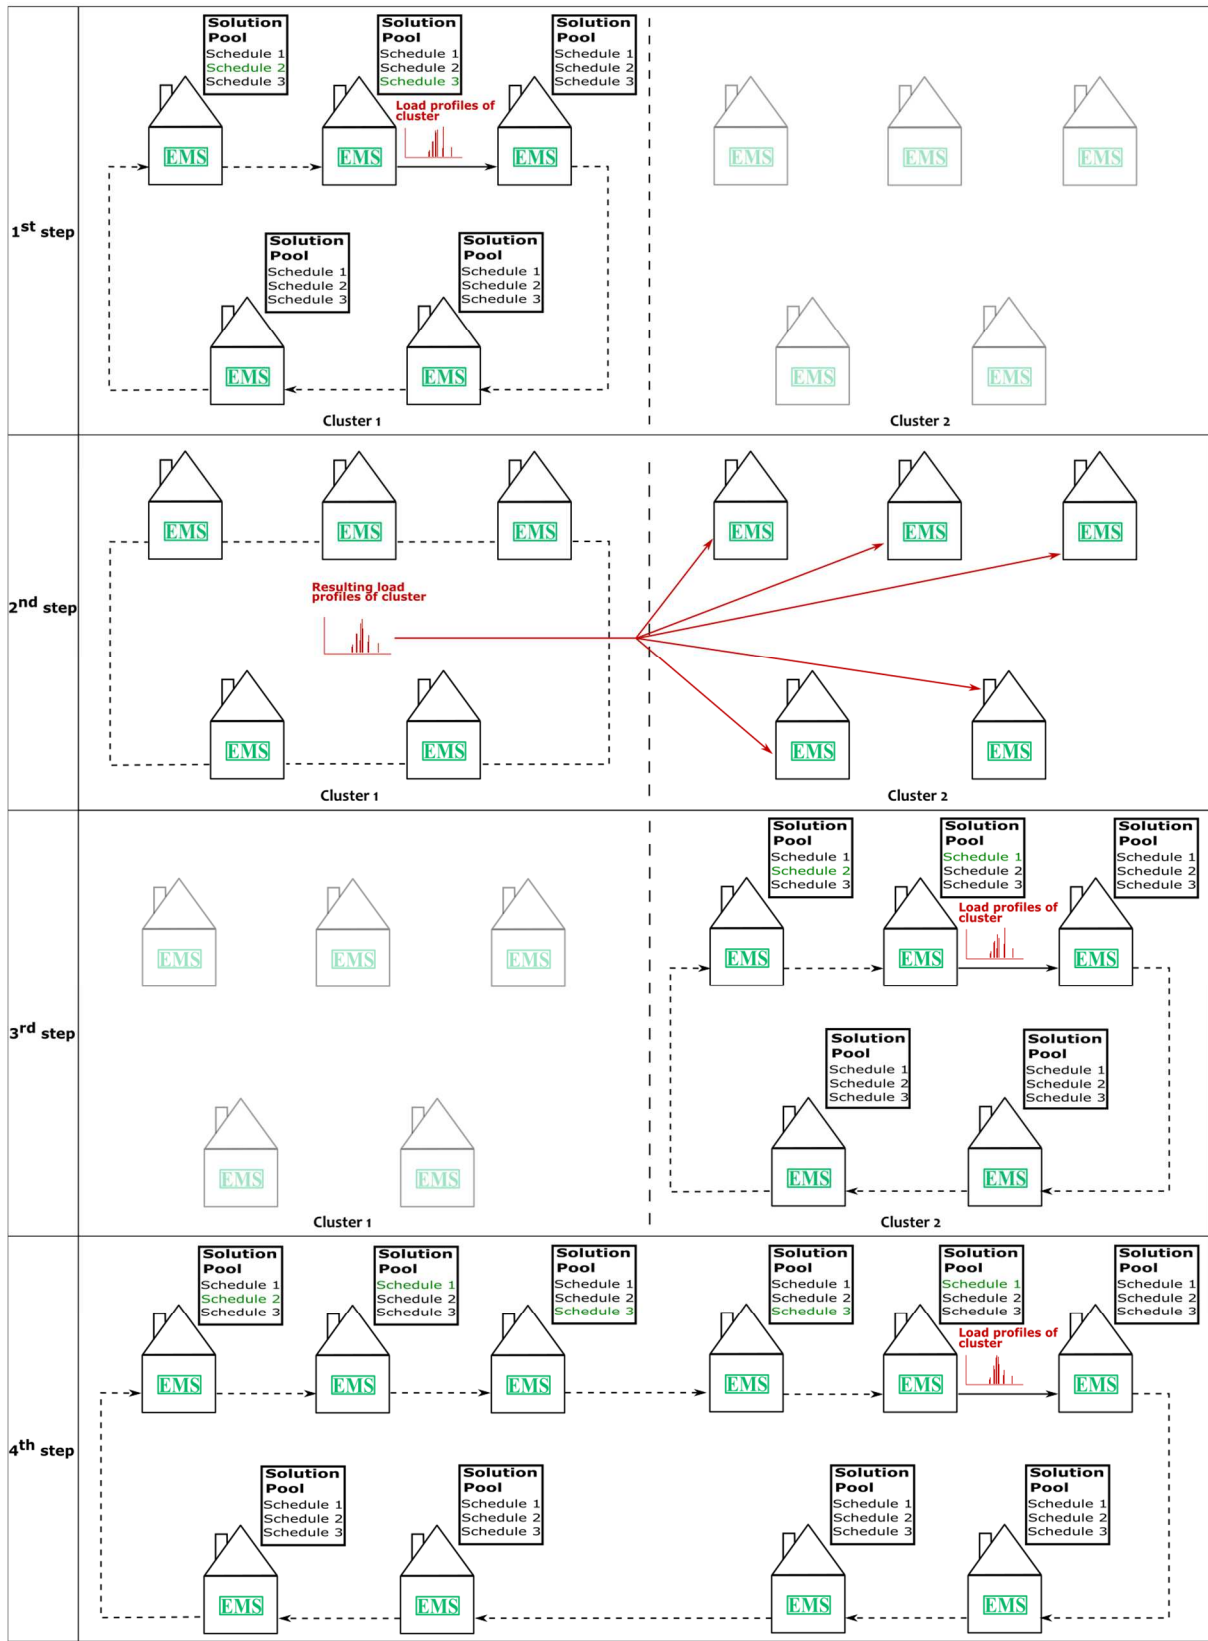 Solution
Pool
Schedule 1
Schedule 2
Schedule 3
Solution
Pool
Schedule 1
Schedule 2
Schedule 3
Solution
Pool
Schedule 1
Schedule 2
Schedule 3
Load profiles of
cluster
EMS
EMS
EMS
EMS
EMS
EMS
1st step
Solution
Pool
Schedule 1
Schedule 2
Schedule 3
Solution
Pool
Schedule 1
Schedule 2
Schedule 3
EMS
EMS
EMS
EMS
Cluster 1
Cluster 2
EMS
EMS
EMS
EMS
EMS
EMS
2nd step
Resulting load
profiles of cluster
EMS
EMS
EMS
EMS
Cluster 1
Cluster 2
Solution
Pool
Schedule 1
Schedule 2
Schedule 3
Solution
Pool
Schedule 1
Schedule 2
Schedule 3
Solution
Pool
Schedule 1
Schedule 2
Schedule 3
Load profiles of
cluster
EMS
EMS
EMS
EMS
EMS
EMS
3rd step
Solution
Pool
Schedule 1
Schedule 2
Schedule 3
Solution
Pool
Schedule 1
Schedule 2
Schedule 3
EMS
EMS
EMS
EMS
Cluster 1
Cluster 2
Solution
Pool
Schedule 1
Schedule 2
Schedule 3
Solution
Pool
Schedule 1
Schedule 2
Schedule 3
Solution
Pool
Schedule 1
Schedule 2
Schedule 3
Solution
Pool
Schedule 1
Schedule 2
Schedule 3
Solution
Pool
Schedule 1
Schedule 2
Schedule 3
Solution
Pool
Schedule 1
Schedule 2
Schedule 3
Load profiles of
cluster
EMS
EMS
EMS
EMS
EMS
EMS
4th step
Solution
Pool
Schedule 1
Schedule 2
Schedule 3
Solution
Pool
Schedule 1
Schedule 2
Schedule 3
Solution
Pool
Schedule 1
Schedule 2
Schedule 3
Solution
Pool
Schedule 1
Schedule 2
Schedule 3
EMS
EMS
EMS
EMS